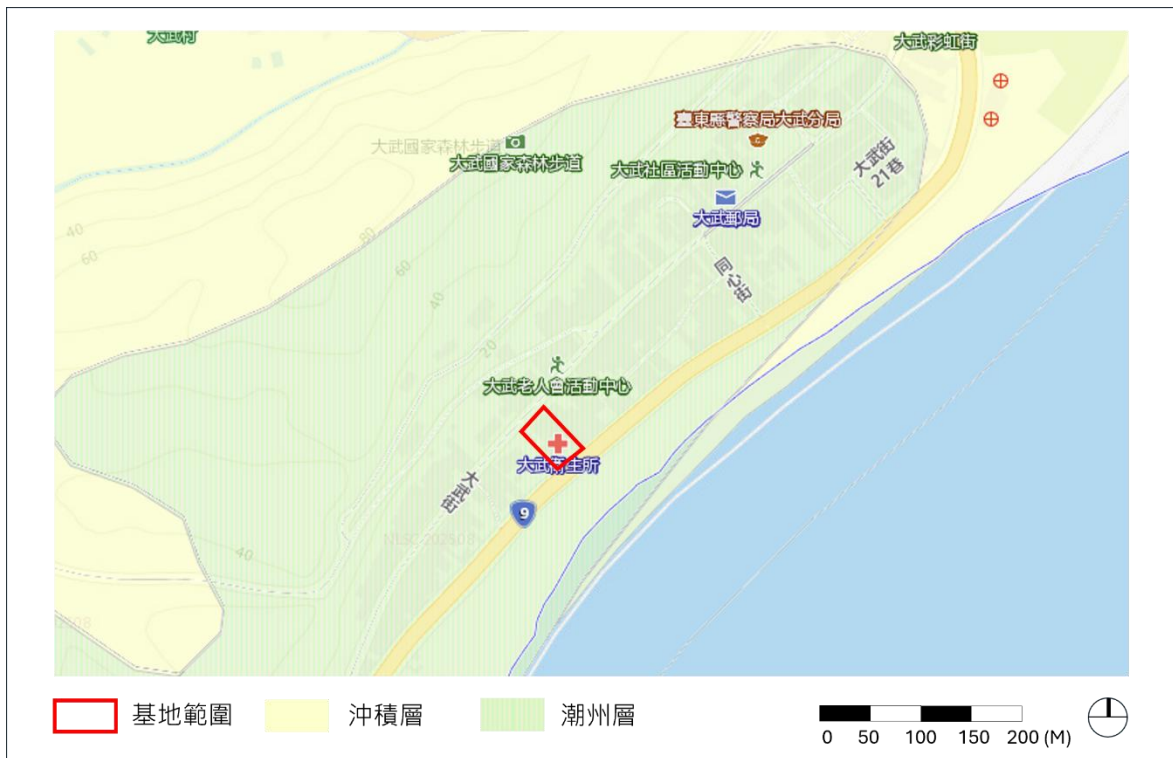 大武村
大武彩虹街
臺東縣警察局大武分局
大武國家森林步道
大武國家森林步道
大武社區活動中心
大武街
21巷
大武郵局
40
80
60
60
同心街
40
20
大武老人會活動中心
大武衛生所
大武街
9
NLSC 202508
40
2508
基地範圍
沖積層
潮州層
0 50 100 150 200 (M)